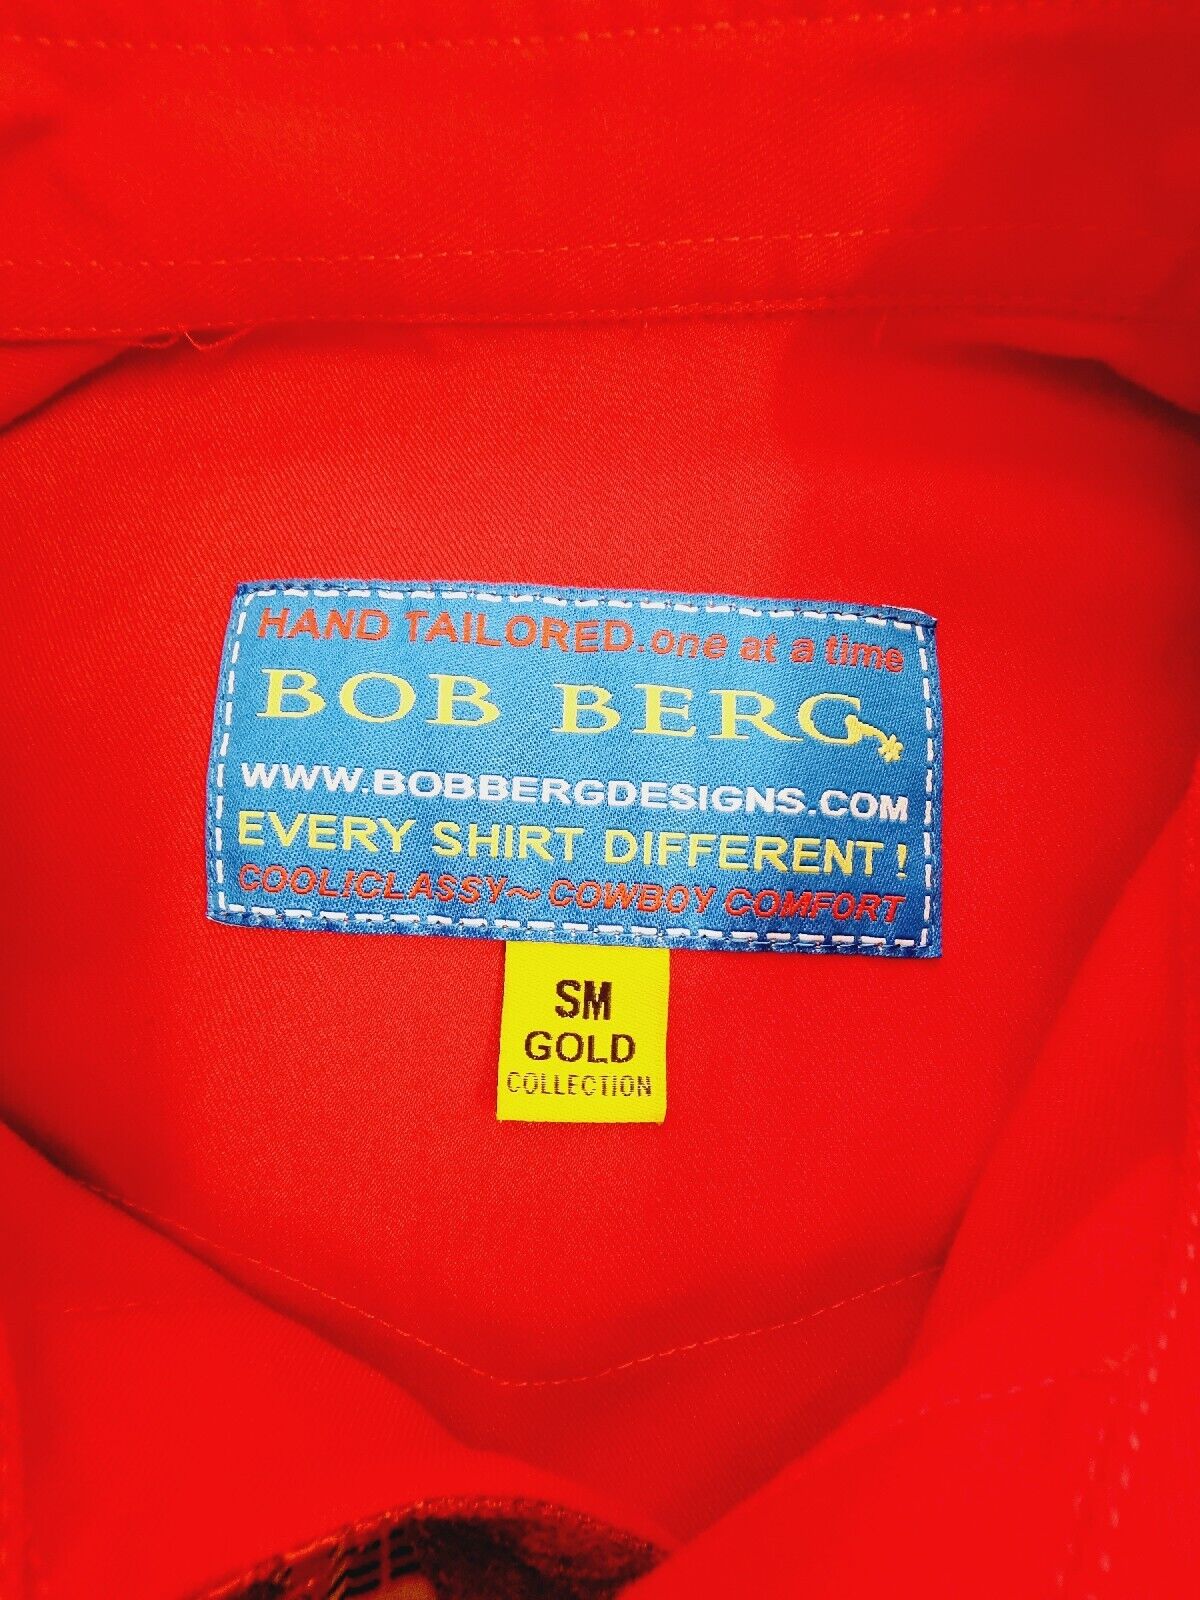 HAND TAILORED.one at a time
BOB BERG
WWW.BOBBERGDESIGNS.COM
EVERY SHIRT DIFFERENT !
COOL!CLASSY~COWBOY COMFORT
SM
GOLD
COLLECTION